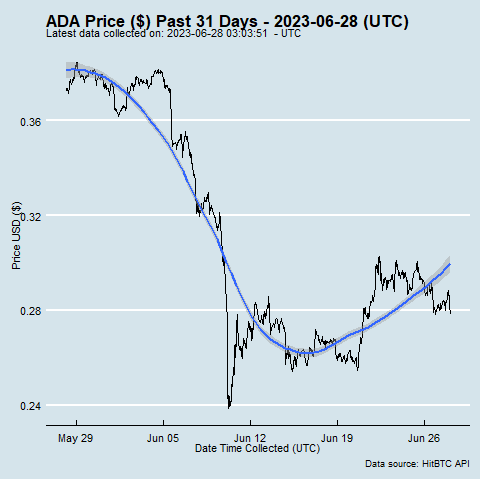 ADA Price ($) Past 31 Days - 2023-06-28 (UTC)
Latest data collected on: 2023-06-28 03:03:51 - UTC
0.36
0.32
0.28
0.24
Price USD ($)
May 29 Jun 05 Jun 12 Jun 19 Jun 26
Date Time Collected (UTC)
Data source: HitBTC API